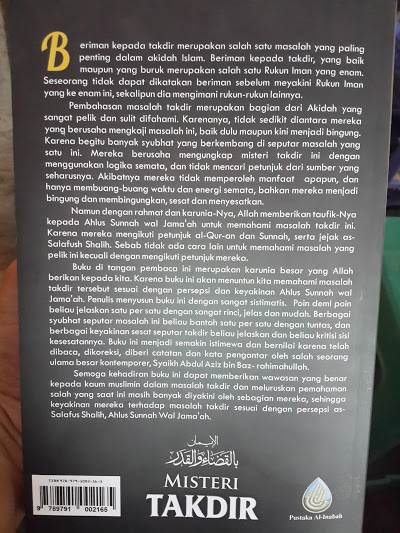 Beriman kepada takdir merupakan salah satu masalah yang paling
penting dalam akidah Islam. Beriman kepada takdir, yang baik
maupun yang buruk merupakan salah satu Rukun Iman yang enam.
Seseorang tidak dapat dikatakan beriman sebelum meyakini Rukun Iman
yang ke enam ini, sekalipun dia mengimani rukun-rukun lainnya.
Pembahasan masalah takdir merupakan bagian dari Akidah yang
sangat pelik dan sulit difahami. Karenanya, tidak sedikit diantara mereka
yang berusaha mengkaji masalah ini, baik dulu maupun kini menjadi bingung.
Karena begitu banyak syubhat yang berkembang di seputar masalah yang
satu ini. Mereka berusaha mengungkap misteri takdir ini dengan
menggunakan logika semata, dan tidak mencari petunjuk dari sumber yang
seharusnya. Akibatnya mereka tidak memperoleh manfaat apapun, dan
hanya membuang-buang waktu dan energi semata, bahkan mereka menjadi
bingung dan membingungkan, sesat dan menyesatkan.
Namun dengan rahmat dan karunia-Nya, Allah memberikan taufik-Nya
kepada Ahlus Sunnah wal Jama'ah untuk memahami masalah takdir ini.
Karena mereka mengikuti petunjuk al-Qur'an dan Sunnah, serta jejak as-
Salafush Shalih. Sebab tidak ada cara lain untuk memahami masalah yang
pelik ini kecuali dengan mengikuti petunjuk mereka.
Buku di tangan pembaca ini merupakan karunia besar yang Allah
berikan kepada kita. Karena buku ini akan menuntun kita memahami masalah
takdir tersebut sesuai dengan persepsi dan keyakinan Ahlus Sunnah wal
Jama'ah. Penulis menyusun buku ini dengan sangat sistimatis. Poin demi poin
beliau jelaskan satu per satu dengan sangat rinci, jelas dan mudah. Berbagai
syubhat seputar masalah ini beliau bantah satu per satu dengan tuntas, dan
berbagai keyakinan sesat seputar takdir beliau jelaskan dan beliau kritisi sisi
kesesatannya. Buku ini menjadi semakin istimewa dan bernilai karena telah
dibaca, dikoreksi, diberi catatan dan kata pengantar oleh salah seorang
ulama besar kontemporer, Syaikh Abdul Aziz bin Baz- rahimahullah.
Semoga kehadiran buku ini dapat memberikan wawasan yang benar
kepada kaum muslimin dalam masalah takdir dan meluruskan pemahaman
yang salah yang saat ini masih banyak diyakini oleh sebagian mereka, sehingga
keyakinan mereka terhadap masalah takdir sesuai dengan persepsi as-
Salafus Shalih, Ahlus Sunnah Wal Jama'ah.
الإيمان
بالقضاء والقدر
MISTERI
TAKDIR
ISBN 978-979-1002-16-5
9 789791 002165
Pustaka Al-Inabah